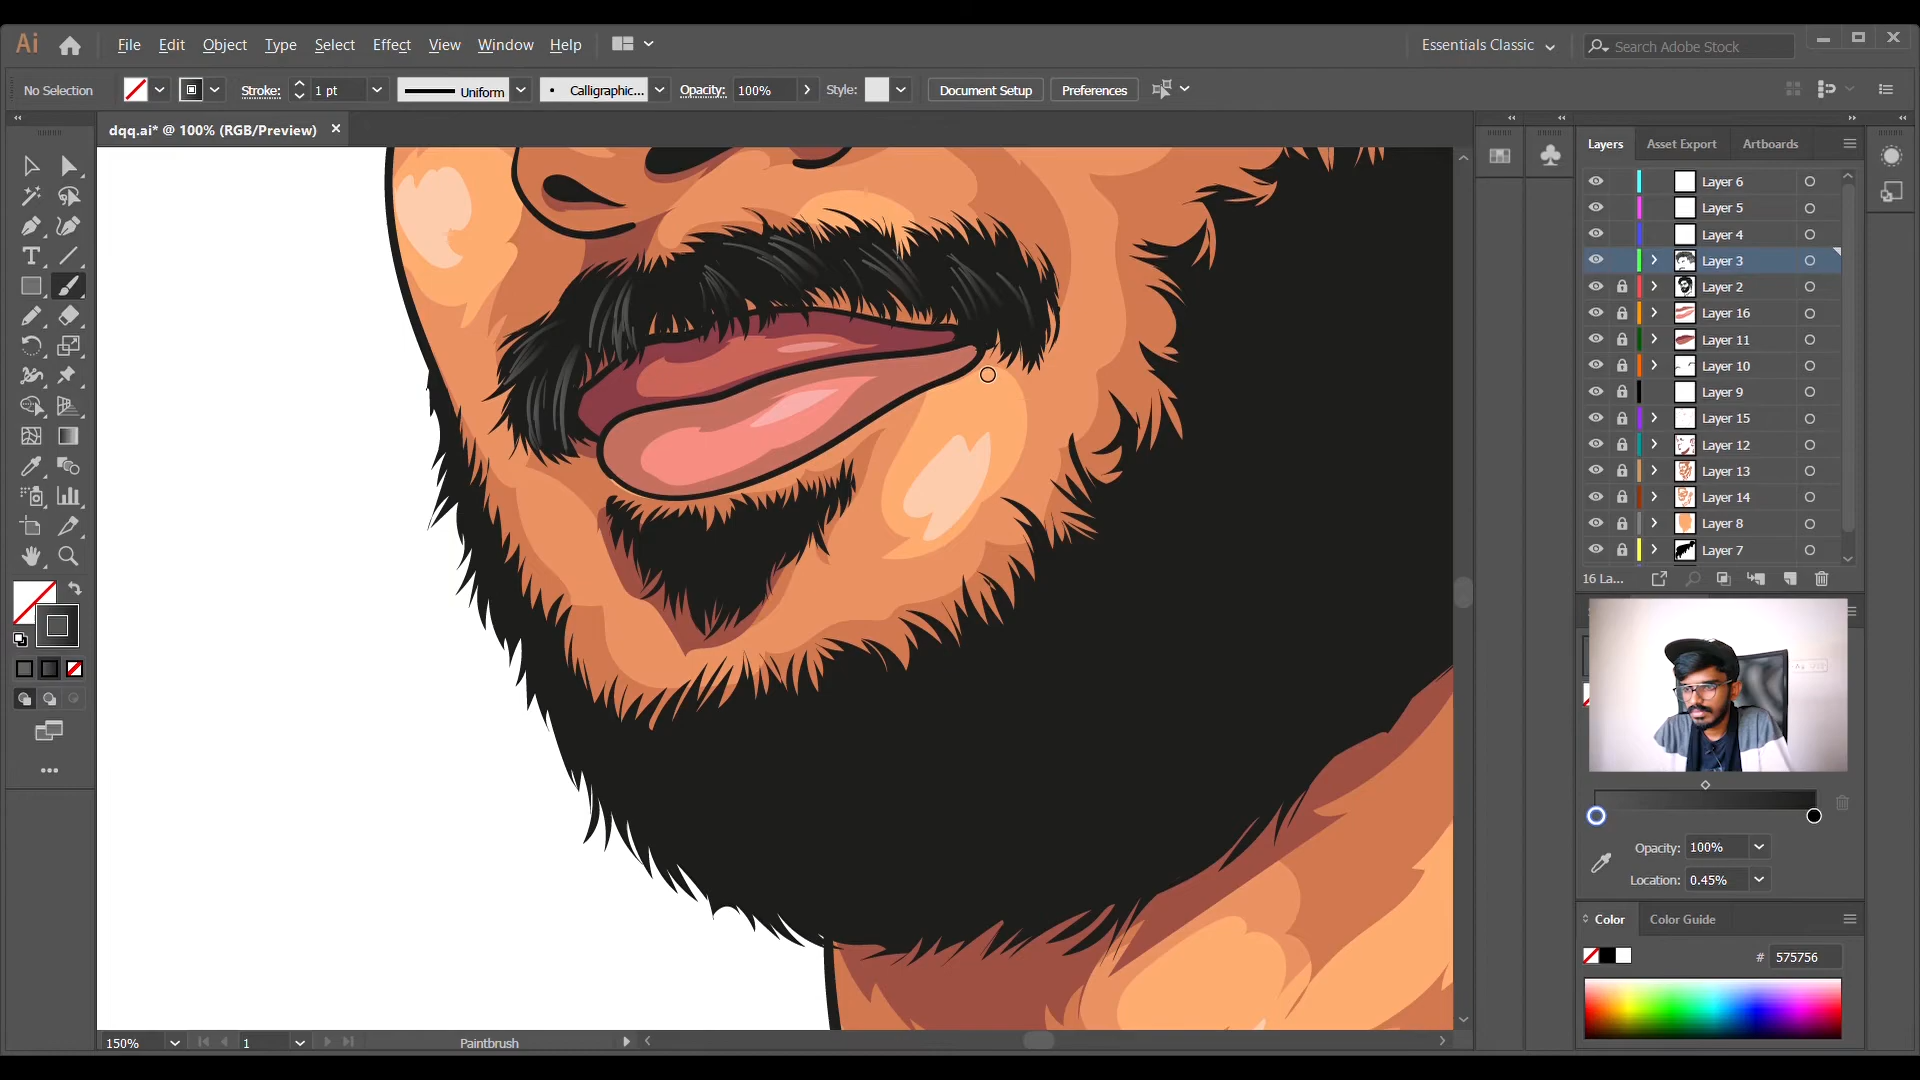 Ai File Edit Object Type Select Effect View Window Help Essentials Classic Search Adobe Stock
No Selection Stroke: 1 pt Uniform Calligraphic... Opacity: 100% Style: Document Setup Preferences
dqq.ai* @ 100% (RGB/Preview)
Layers Asset Export Artboards
Layer 6
Layer 5
Layer 4
Layer 3
Layer 2
Layer 16
Layer 11
Layer 10
Layer 9
Layer 15
Layer 12
Layer 13
Layer 14
Layer 8
Layer 7
16 La...
Opacity: 100%
Location: 0.45%
Color Color Guide
# 575756
150% 1 Paintbrush